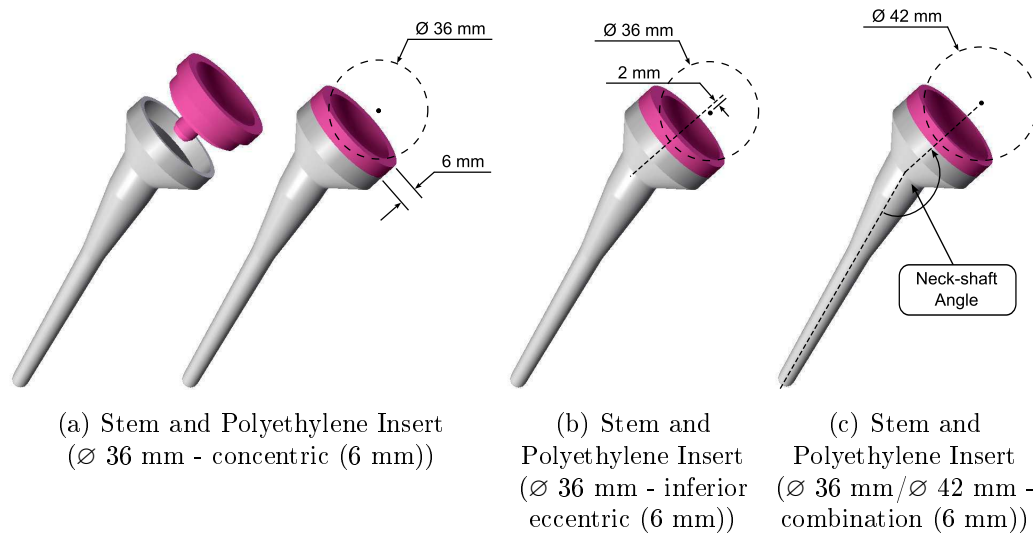 Ø 36 mm
6 mm
Ø 36 mm
2 mm
Ø 42 mm
Neck-shaft
Angle
(a) Stem and Polyethylene Insert
(∅ 36 mm - concentric (6 mm))
(b) Stem and
Polyethylene Insert
(∅ 36 mm - inferior
eccentric (6 mm))
(c) Stem and
Polyethylene Insert
(∅ 36 mm/∅ 42 mm -
combination (6 mm))